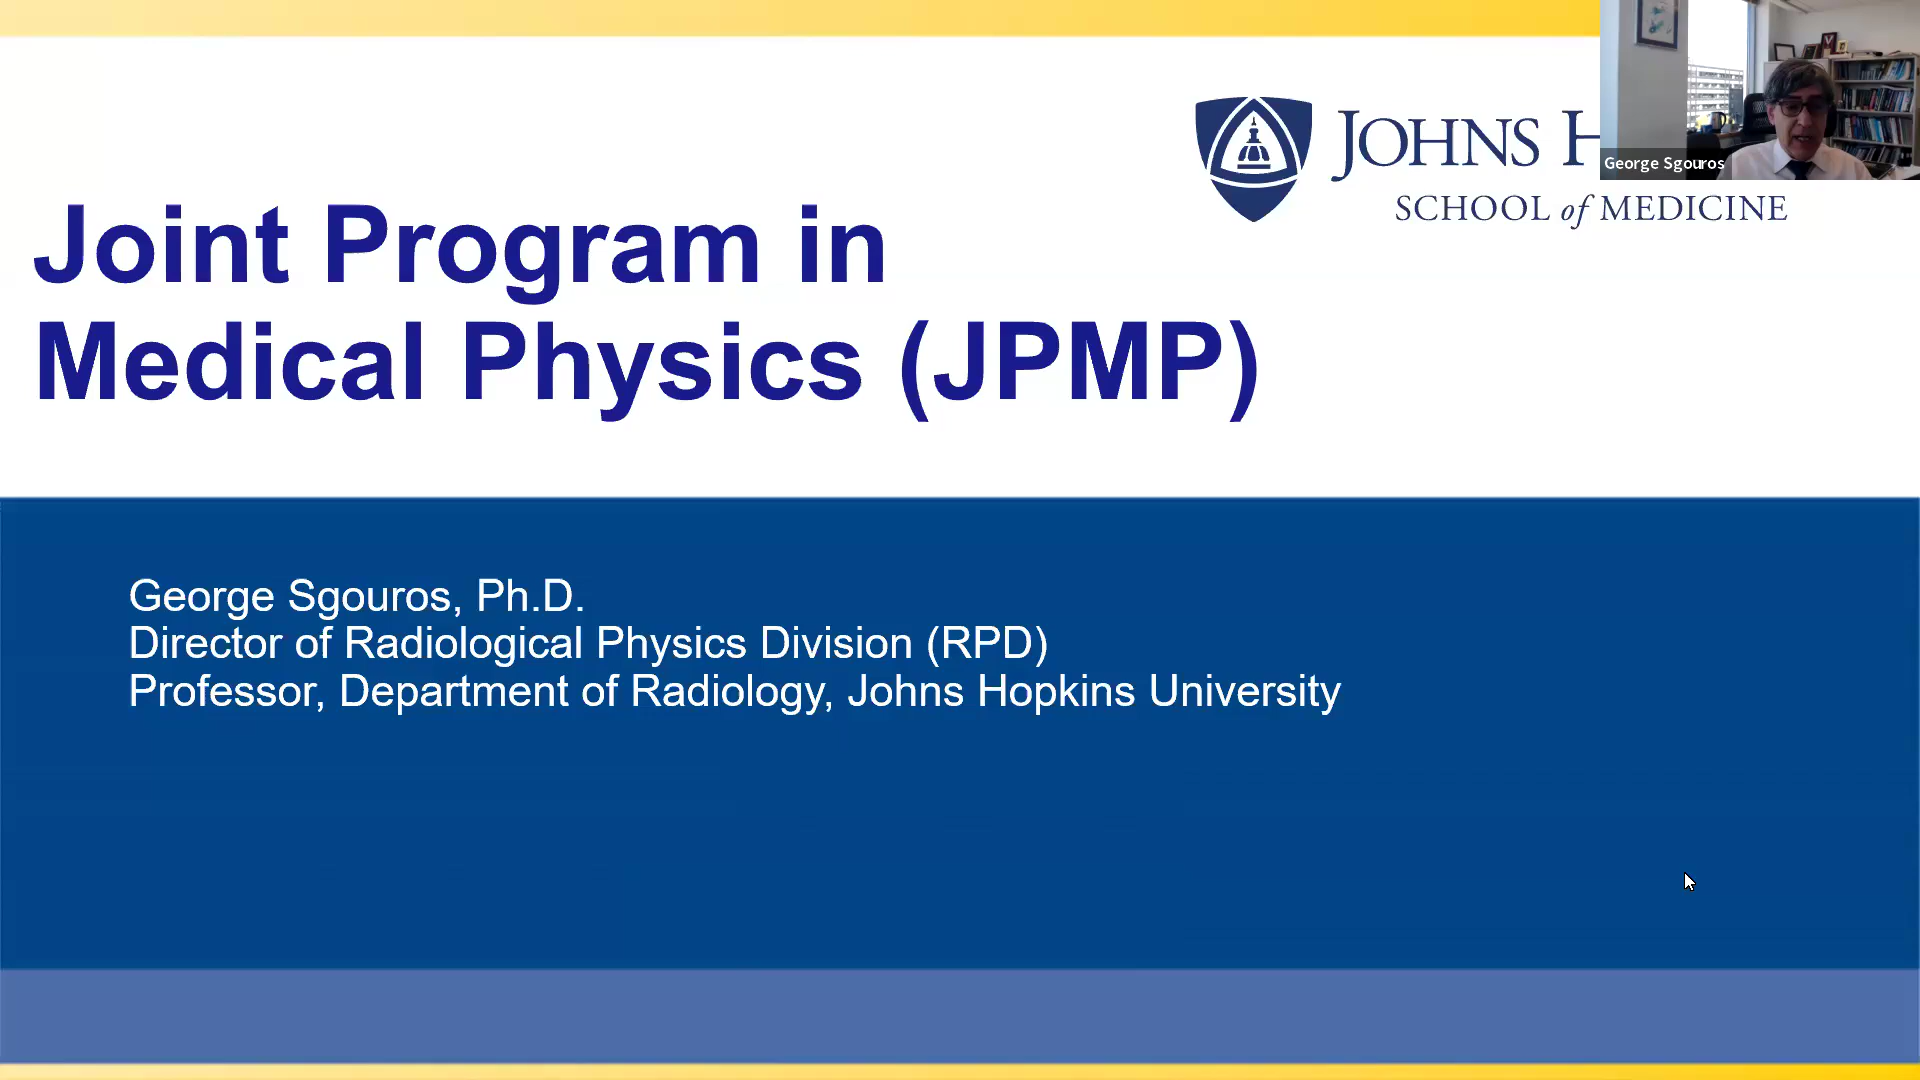 JOHNS H
SCHOOL of MEDICINE
George Sgouros
Joint Program in
Medical Physics (JPMP)
George Sgouros, Ph.D.
Director of Radiological Physics Division (RPD)
Professor, Department of Radiology, Johns Hopkins University